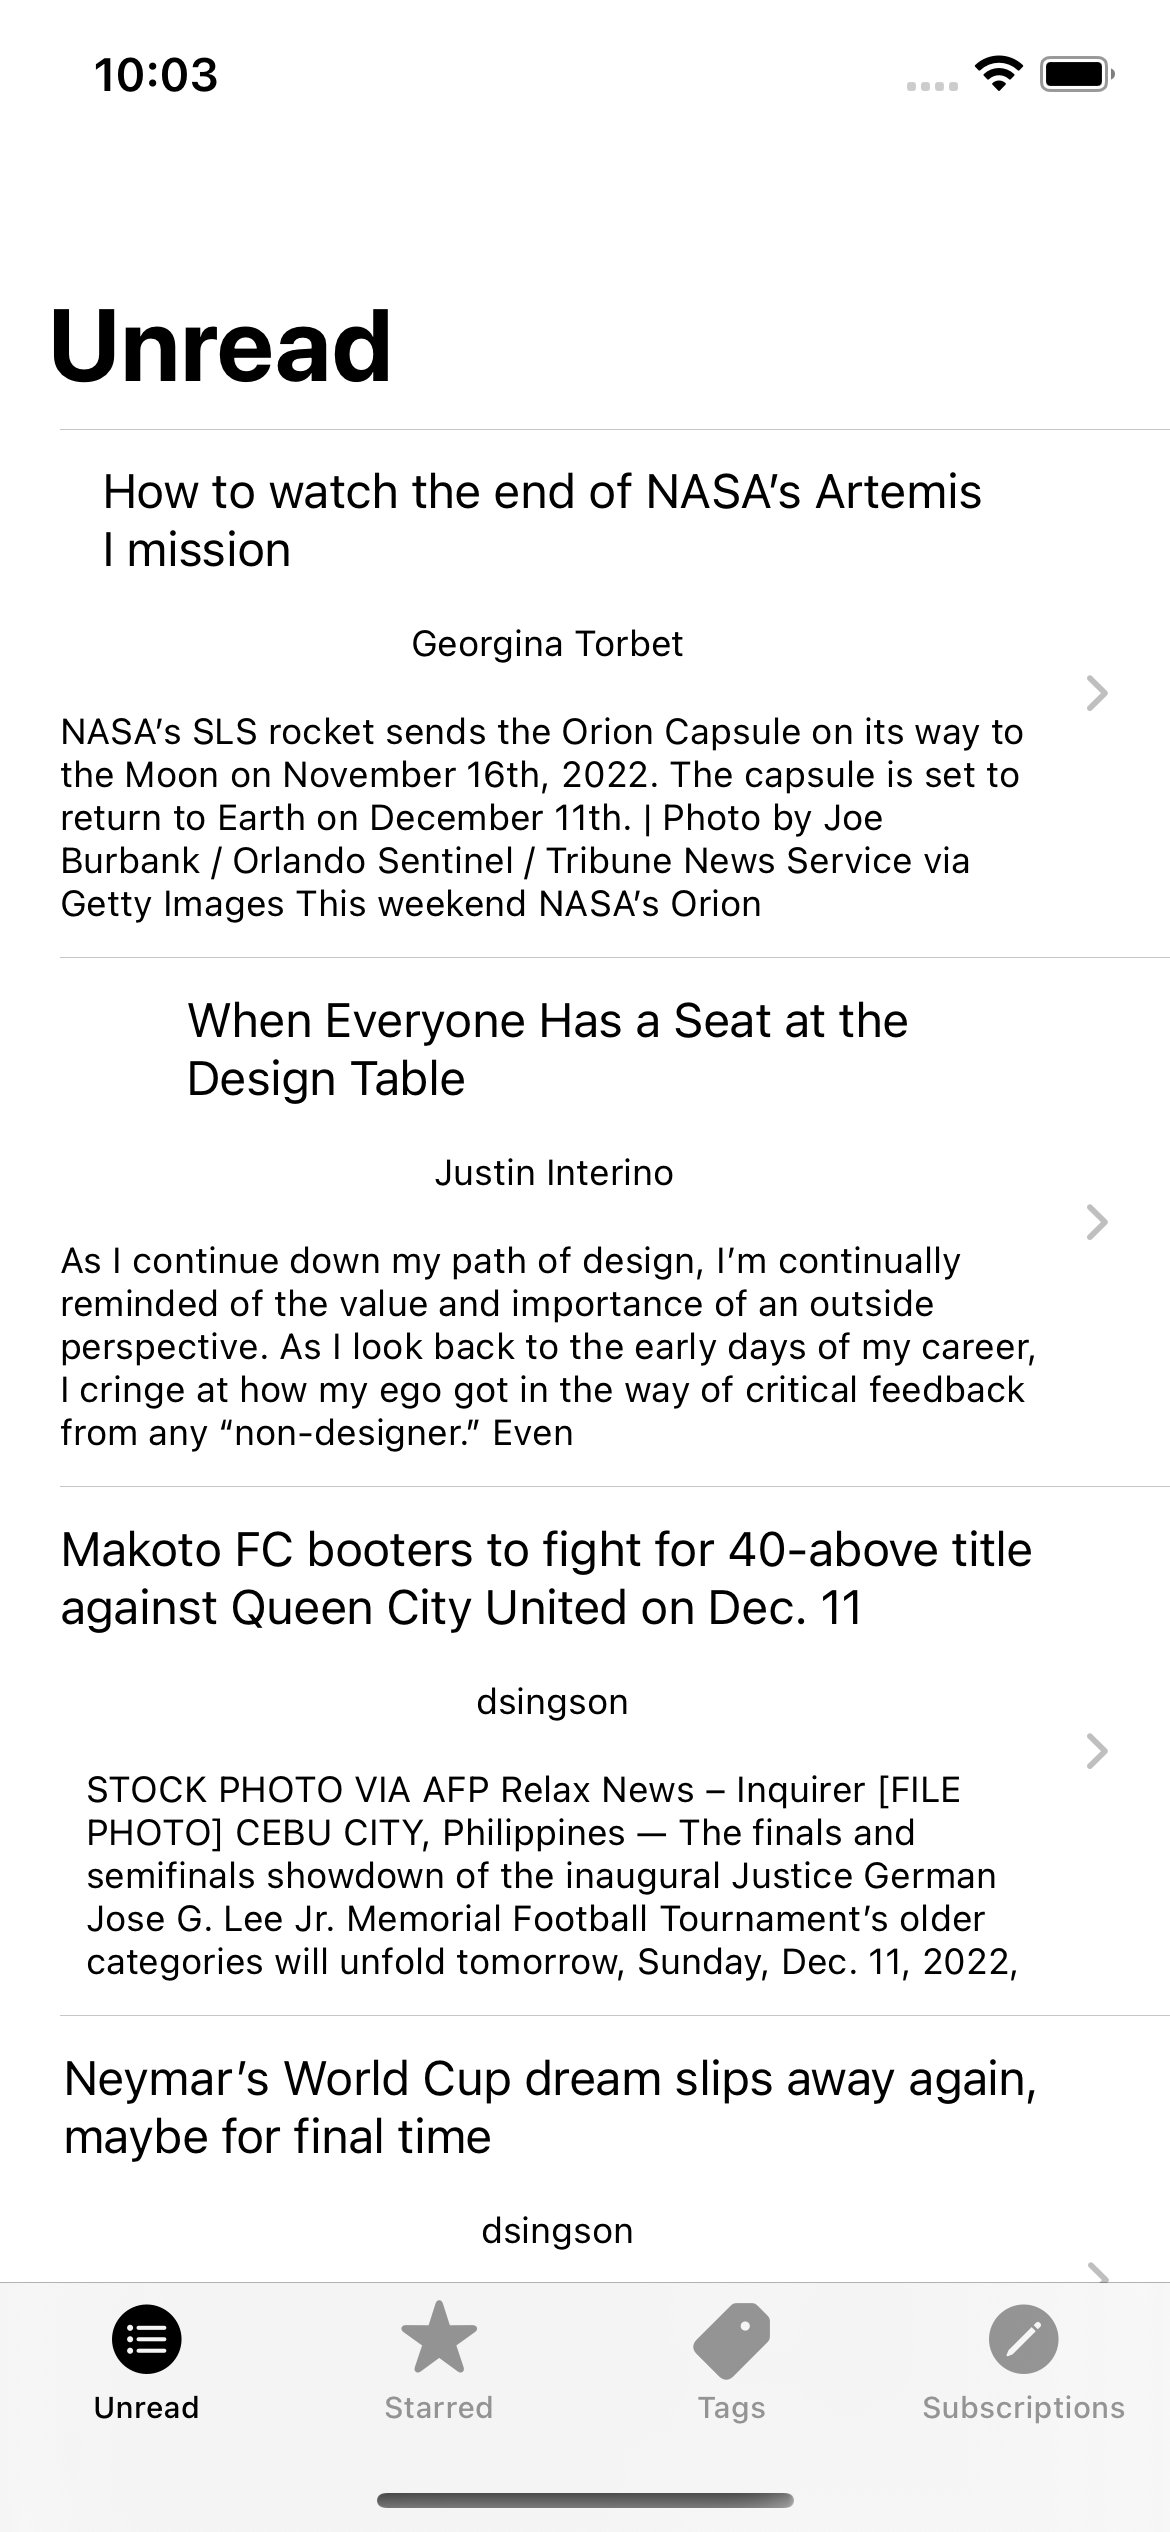 10:03
Unread
How to watch the end of NASA’s Artemis
I mission
Georgina Torbet
NASA’s SLS rocket sends the Orion Capsule on its way to
the Moon on November 16th, 2022. The capsule is set to
return to Earth on December 11th. | Photo by Joe
Burbank / Orlando Sentinel / Tribune News Service via
Getty Images This weekend NASA’s Orion
When Everyone Has a Seat at the
Design Table
Justin Interino
As I continue down my path of design, I’m continually
reminded of the value and importance of an outside
perspective. As I look back to the early days of my career,
I cringe at how my ego got in the way of critical feedback
from any “non-designer.” Even
Makoto FC booters to fight for 40-above title
against Queen City United on Dec. 11
dsingson
STOCK PHOTO VIA AFP Relax News – Inquirer [FILE
PHOTO] CEBU CITY, Philippines — The finals and
semifinals showdown of the inaugural Justice German
Jose G. Lee Jr. Memorial Football Tournament’s older
categories will unfold tomorrow, Sunday, Dec. 11, 2022,
Neymar’s World Cup dream slips away again,
maybe for final time
dsingson
Unread
Starred
Tags
Subscriptions